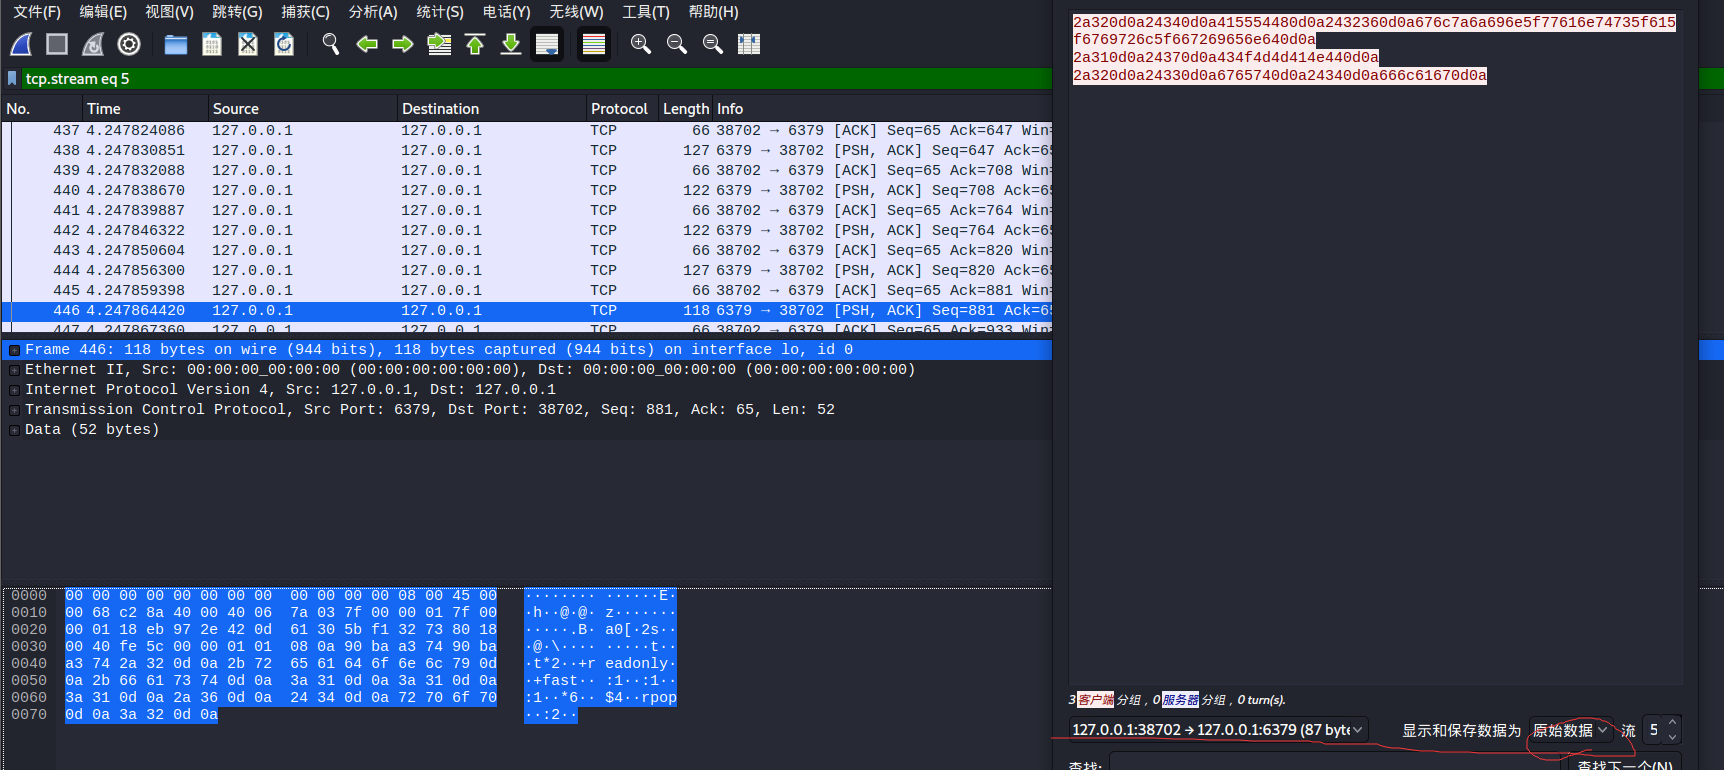 文件(F) 编辑(E) 视图(V) 跳转(G) 捕获(C) 分析(A) 统计(S) 电话(Y) 无线(W) 工具(T) 帮助(H)
tcp.stream eq 5
No. Time Source Destination Protocol Length Info
437 4.247824086 127.0.0.1 127.0.0.1 TCP 66 38702 → 6379 [ACK] Seq=65 Ack=647 Win=
438 4.247830851 127.0.0.1 127.0.0.1 TCP 127 6379 → 38702 [PSH, ACK] Seq=647 Ack=65
439 4.247832088 127.0.0.1 127.0.0.1 TCP 66 38702 → 6379 [ACK] Seq=65 Ack=708 Win=
440 4.247838670 127.0.0.1 127.0.0.1 TCP 122 6379 → 38702 [PSH, ACK] Seq=708 Ack=65
441 4.247839887 127.0.0.1 127.0.0.1 TCP 66 38702 → 6379 [ACK] Seq=65 Ack=764 Win=
442 4.247846322 127.0.0.1 127.0.0.1 TCP 122 6379 → 38702 [PSH, ACK] Seq=764 Ack=65
443 4.247850604 127.0.0.1 127.0.0.1 TCP 66 38702 → 6379 [ACK] Seq=65 Ack=820 Win=
444 4.247856300 127.0.0.1 127.0.0.1 TCP 127 6379 → 38702 [PSH, ACK] Seq=820 Ack=65
445 4.247859398 127.0.0.1 127.0.0.1 TCP 66 38702 → 6379 [ACK] Seq=65 Ack=881 Win=
446 4.247864420 127.0.0.1 127.0.0.1 TCP 118 6379 → 38702 [PSH, ACK] Seq=881 Ack=65
447 4.247867360 127.0.0.1 127.0.0.1 TCP 66 38702 → 6379 [ACK] Seq=65 Ack=933 Win=
Frame 446: 118 bytes on wire (944 bits), 118 bytes captured (944 bits) on interface lo, id 0
Ethernet II, Src: 00:00:00_00:00:00 (00:00:00:00:00:00), Dst: 00:00:00_00:00:00 (00:00:00:00:00:00)
Internet Protocol Version 4, Src: 127.0.0.1, Dst: 127.0.0.1
Transmission Control Protocol, Src Port: 6379, Dst Port: 38702, Seq: 881, Ack: 65, Len: 52
Data (52 bytes)
0000 00 00 00 00 00 00 00 00 00 00 00 00 08 00 45 00 ········ ······E·
0010 00 68 c2 8a 40 00 40 06 7a 03 7f 00 00 01 7f 00 ·h··@·@· z·······
0020 00 01 18 eb 97 2e 42 0d 61 30 5b f1 32 73 80 18 ·····.B· a0[·2s··
0030 00 40 fe 5c 00 00 01 01 08 0a 90 ba a3 74 90 ba ·@·\···· ·····t··
0040 a3 74 2a 32 0d 0a 2b 72 65 61 64 6f 6e 6c 79 0d ·t*2··+r eadonly·
0050 0a 2b 66 61 73 74 0d 0a 3a 31 0d 0a 3a 31 0d 0a ·+fast·· :1··:1··
0060 3a 31 0d 0a 2a 36 0d 0a 24 34 0d 0a 72 70 6f 70 :1··*6·· $4··rpop
0070 0d 0a 3a 32 0d 0a ··:2··
2a320d0a24340d0a415554480d0a2432360d0a676c7a6a696e5f77616e74735f615
f6769726c5f667269656e640d0a
2a310d0a24370d0a434f4d4d414e440d0a
2a320d0a24330d0a6765740d0a24340d0a666c61670d0a
3 客户端 分组，0 服务器 分组，0 turn(s).
127.0.0.1:38702 → 127.0.0.1:6379 (87 byte 显示和保存数据为 原始数据 流 5
查找: 查找下一个(N)